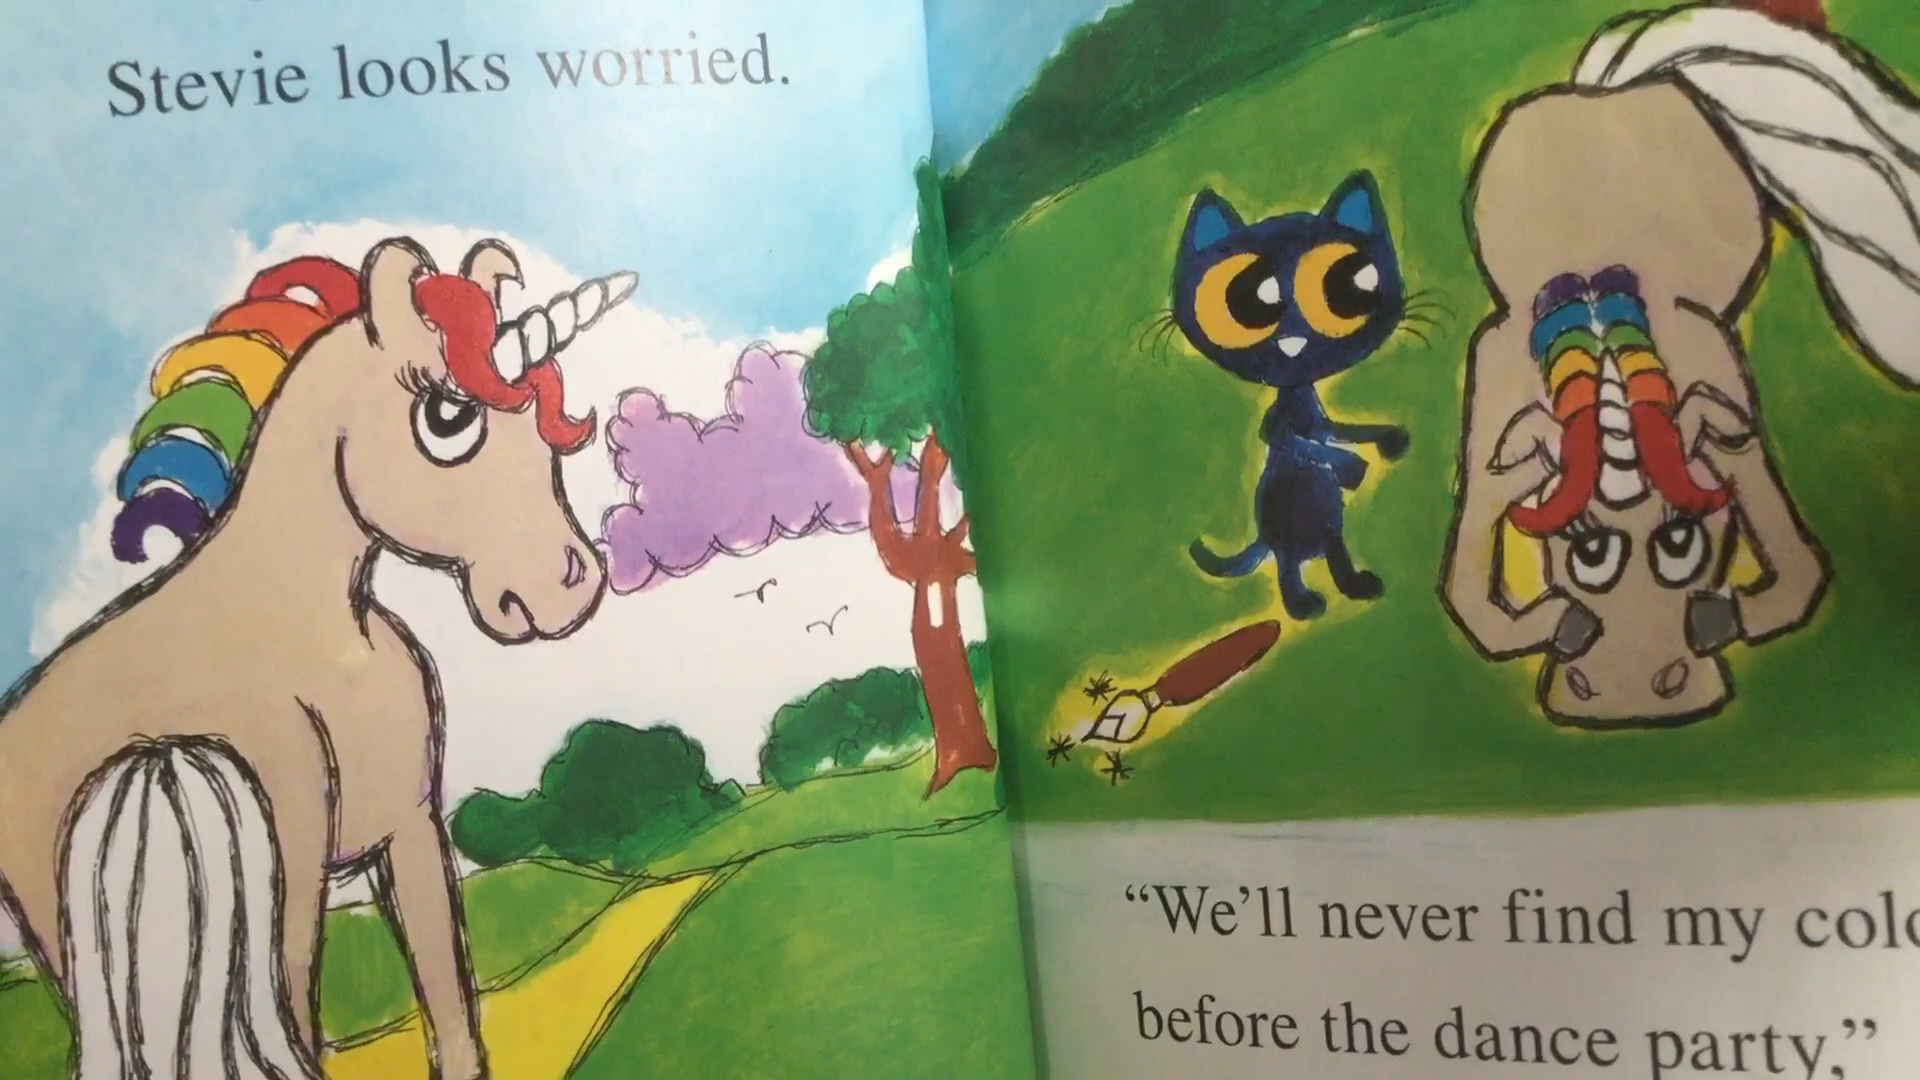 Stevie looks worried.
“We’ll never find my
before the dance party,”